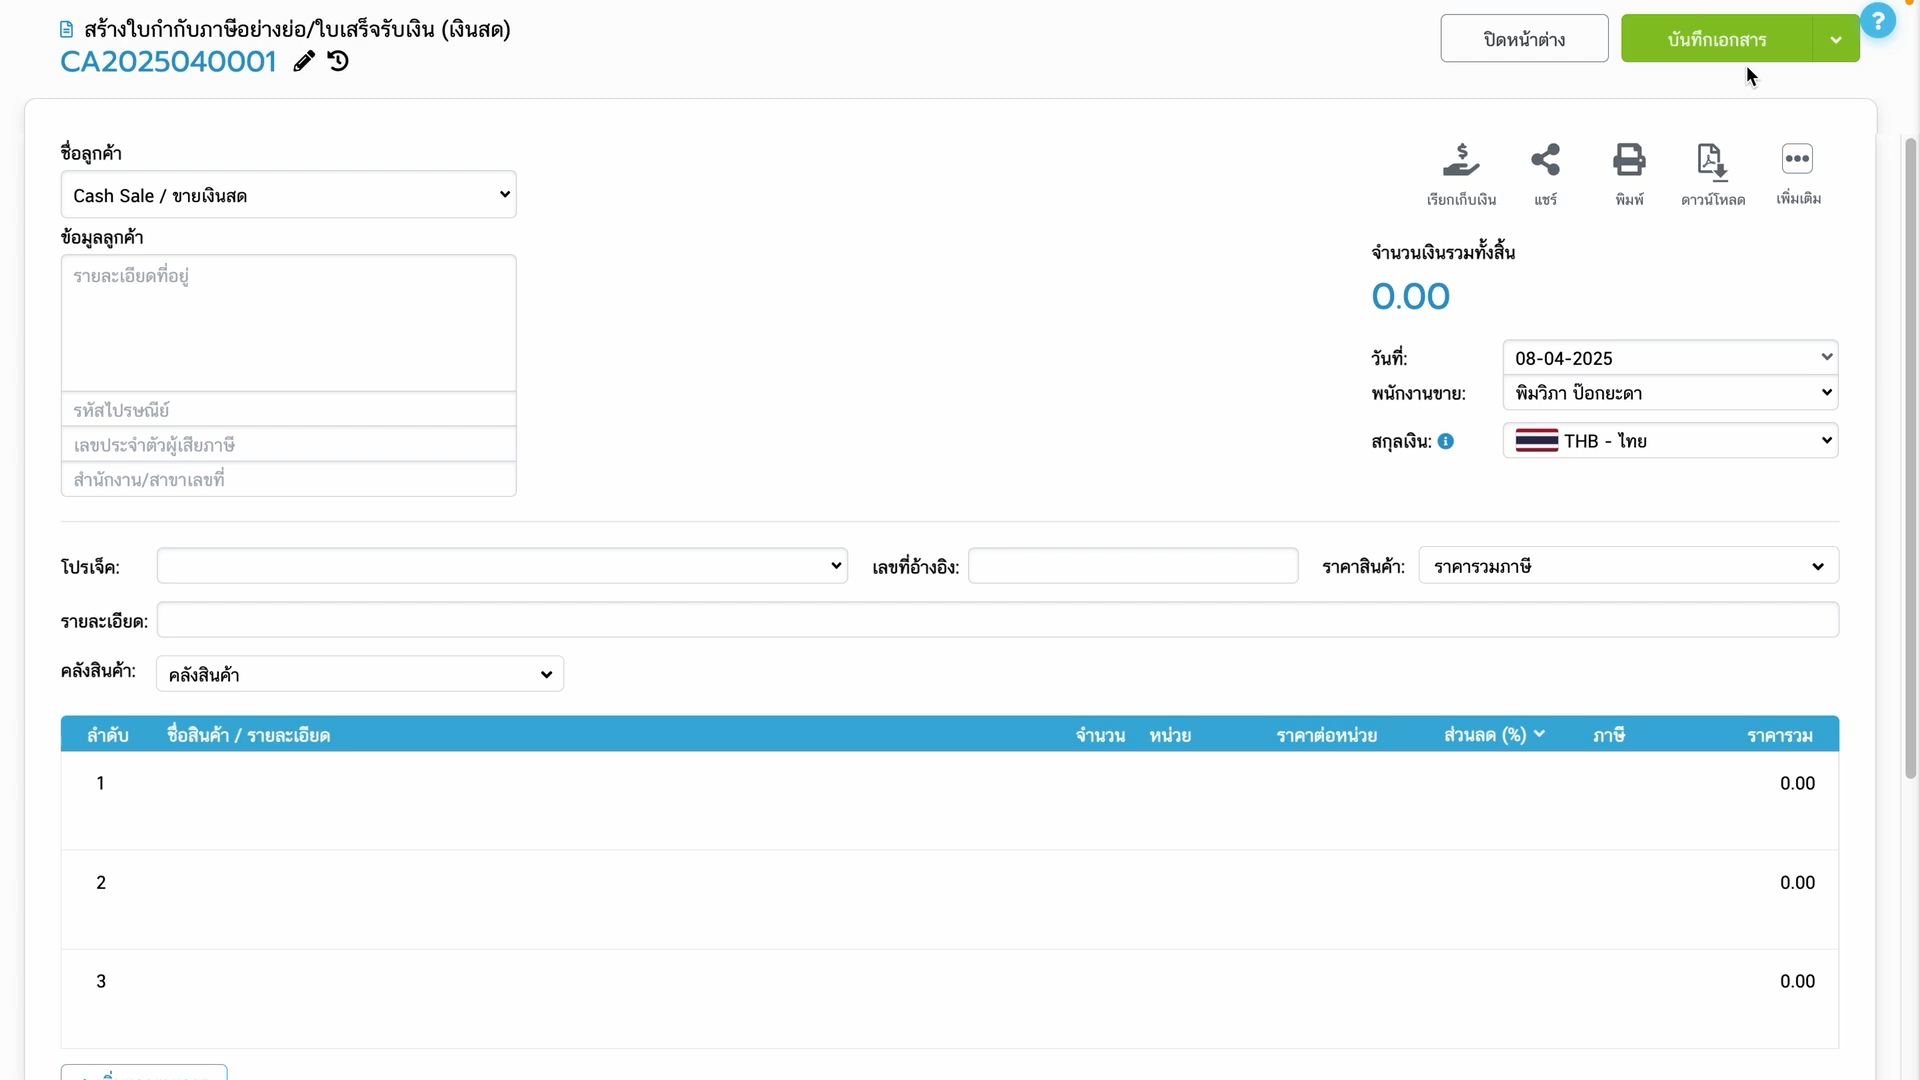 สร้างใบกำกับภาษีอย่างย่อ/ใบเสร็จรับเงิน (เงินสด)
CA2025040001
ปิดหน้าต่าง
บันทึกเอกสาร
?
ชื่อลูกค้า
Cash Sale / ขายเงินสด
ข้อมูลลูกค้า
รายละเอียดที่อยู่
รหัสไปรษณีย์
เลขประจำตัวผู้เสียภาษี
สำนักงาน/สาขาเลขที่
เรียกเก็บเงิน แชร์ พิมพ์ ดาวน์โหลด เพิ่มเติม
จำนวนเงินรวมทั้งสิ้น
0.00
วันที่: 08-04-2025
พนักงานขาย: พิมวิภา ป๊อกยะดา
สกุลเงิน: THB - ไทย
โปรเจ็ค: เลขที่อ้างอิง: ราคาสินค้า: ราคารวมภาษี
รายละเอียด:
คลังสินค้า: คลังสินค้า
ลำดับ ชื่อสินค้า / รายละเอียด จำนวน หน่วย ราคาต่อหน่วย ส่วนลด (%) ภาษี ราคารวม
1 0.00
2 0.00
3 0.00